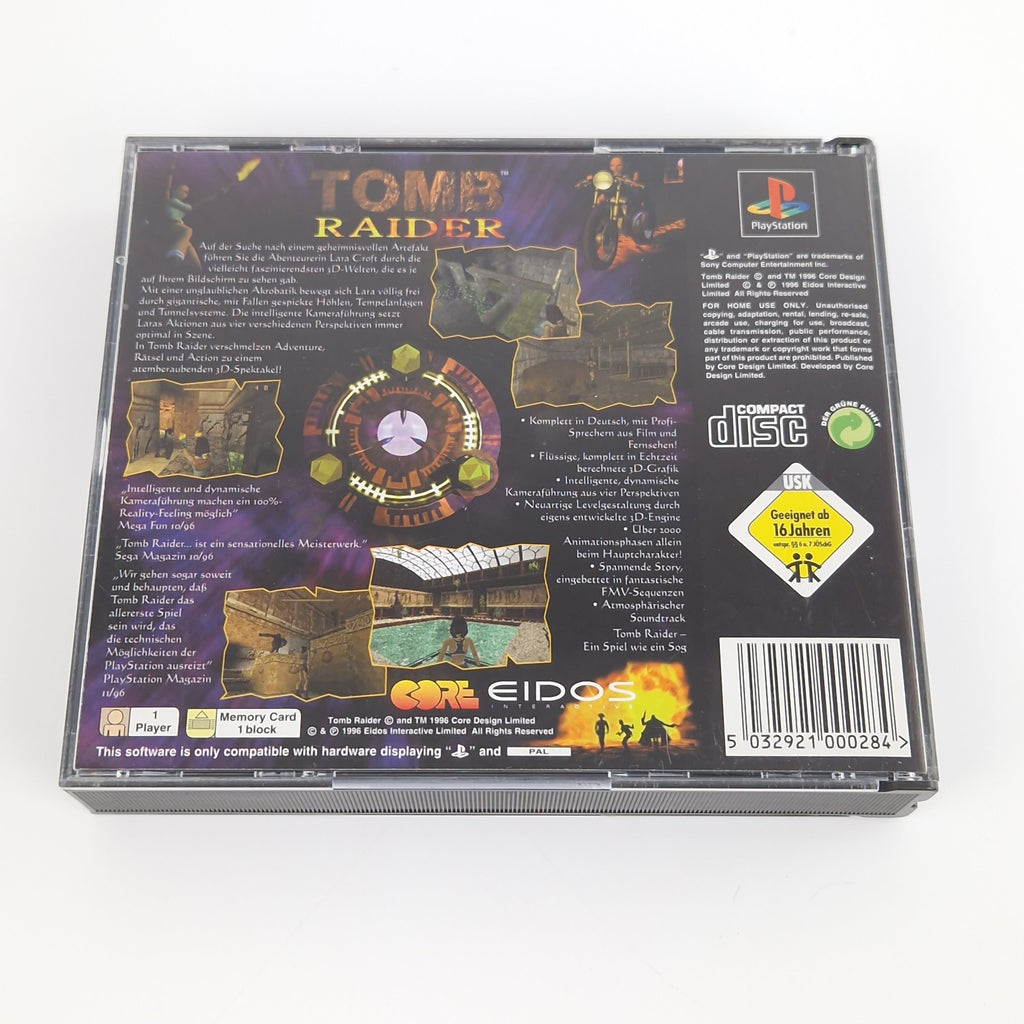 TOMB™
RAIDER
Auf der Suche nach einem geheimnisvollen Artefakt
führen Sie die Abenteurerin Lara Croft durch die
vielleicht faszinierendsten 3D-Welten, die es je
auf Ihrem Bildschirm zu sehen gab.
Mit einer unglaublichen Akrobatik bewegt sich Lara völlig frei
durch gigantische, mit Fallen gespickte Höhlen, Tempelanlagen
und Tunnelsysteme. Die intelligente Kameraführung setzt
Laras Aktionen aus vier verschiedenen Perspektiven immer
optimal in Szene.
In Tomb Raider verschmelzen Adventure,
Rätsel und Action zu einem
atemberaubenden 3D-Spektakel!
„Intelligente und dynamische
Kameraführung machen ein 100%-
Reality-Feeling möglich"
Mega Fun 10/96
„Tomb Raider... ist ein sensationelles Meisterwerk."
Sega Magazin 10/96
„Wir gehen sogar soweit
und behaupten, daß
Tomb Raider das
allererste Spiel
sein wird, das
die technischen
Möglichkeiten der
PlayStation ausreizt"
PlayStation Magazin
11/96
• Komplett in Deutsch, mit Profi-
Sprechern aus Film und
Fernsehen!
• Flüssige, komplett in Echtzeit
berechnete 3D-Grafik
• Intelligente, dynamische
Kameraführung aus vier Perspektiven
• Neuartige Levelgestaltung durch
eigens entwickelte 3D-Engine
• Über 2000
Animationsphasen allein
beim Hauptcharakter!
• Spannende Story,
eingebettet in fantastische
FMV-Sequenzen
• Atmosphärischer
Soundtrack
Tomb Raider –
Ein Spiel wie ein Sog
CORE EIDOS
INTERACTIVE
1
Player
Memory Card
1 block
Tomb Raider © and TM 1996 Core Design Limited
© & ℗ 1996 Eidos Interactive Limited All Rights Reserved
This software is only compatible with hardware displaying " " and PAL
PlayStation
" " and "PlayStation" are trademarks of
Sony Computer Entertainment Inc.
Tomb Raider © and TM 1996 Core Design
Limited © & ℗ 1996 Eidos Interactive
Limited All Rights Reserved
FOR HOME USE ONLY. Unauthorised
copying, adaptation, rental, lending, re-sale,
arcade use, charging for use, broadcast,
cable transmission, public performance,
distribution or extraction of this product or
any trademark or copyright work that forms
part of this product are prohibited. Published
by Core Design Limited. Developed by Core
Design Limited.
COMPACT
disc
DER GRÜNE PUNKT
USK
Geeignet ab
16 Jahren
entspr. §§ 6 u. 7 JÖSchG
5 032921 000284 >